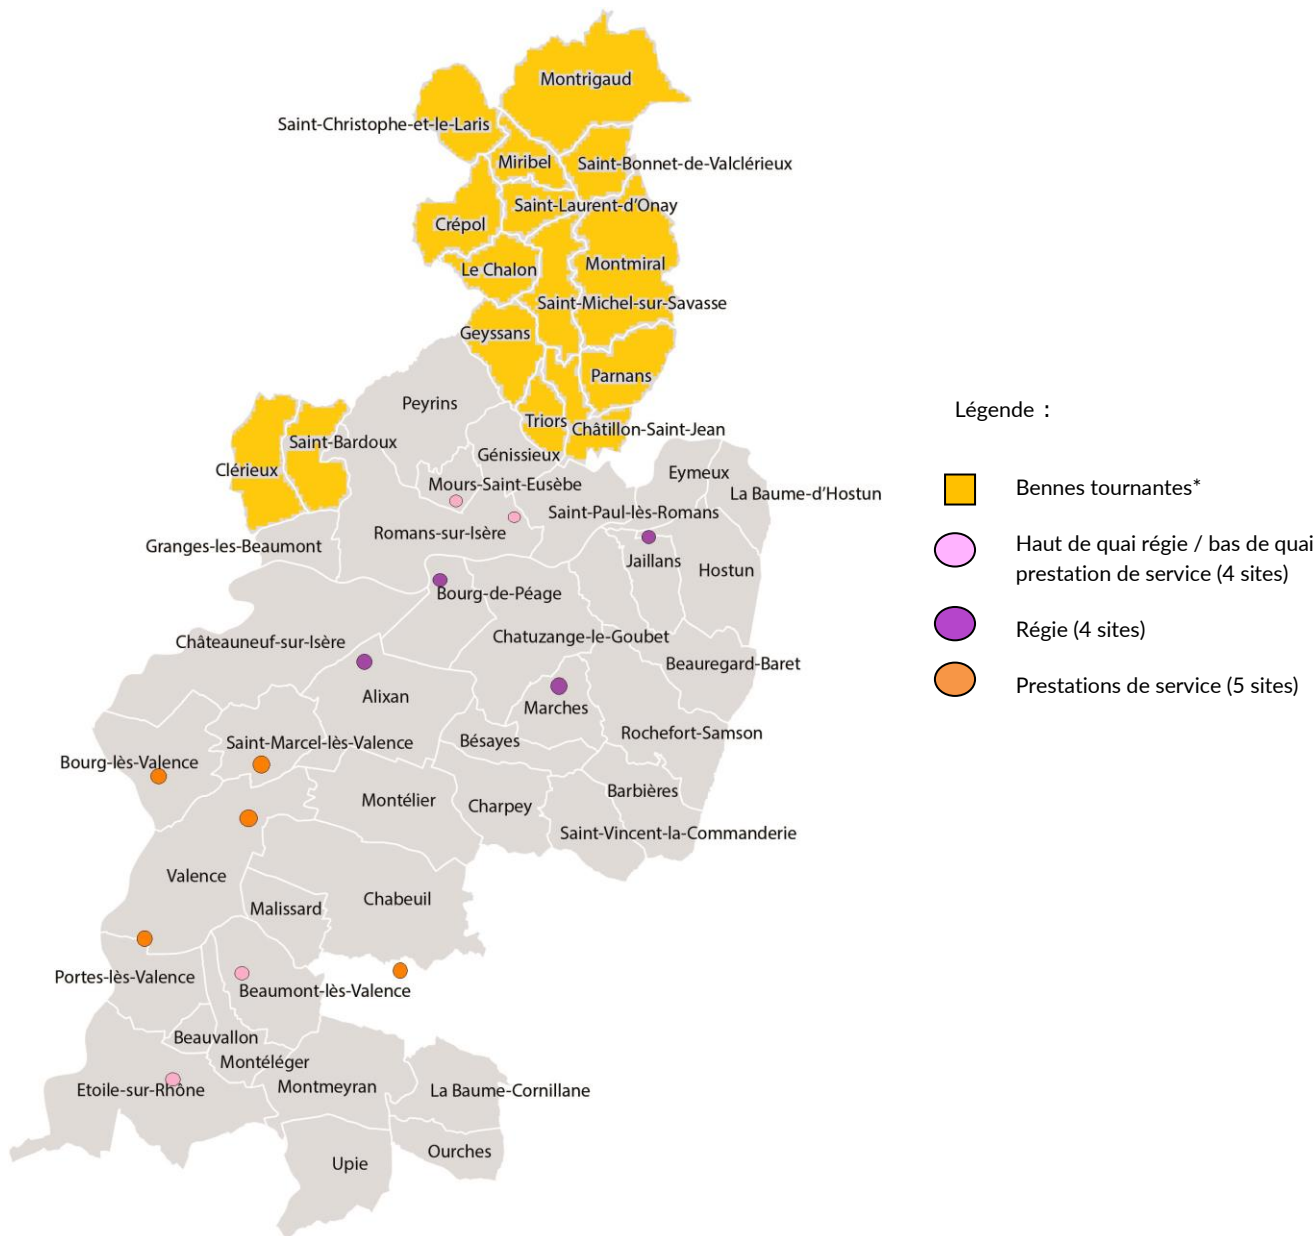 Montrigaud
Saint-Christophe-et-le-Laris
Miribel
Saint-Bonnet-de-Valclérieux
Saint-Laurent-d'Onay
Crépol
Le Chalon
Montmiral
Saint-Michel-sur-Savasse
Geyssans
Parnans
Peyrins
Triors
Châtillon-Saint-Jean
Saint-Bardoux
Clérieux
Génissieux
Mours-Saint-Eusèbe
Eymeux
La Baume-d'Hostun
Saint-Paul-lès-Romans
Romans-sur-Isère
Granges-les-Beaumont
Jaillans
Hostun
Bourg-de-Péage
Châteauneuf-sur-Isère
Chatuzange-le-Goubet
Beauregard-Baret
Alixan
Marches
Rochefort-Samson
Saint-Marcel-lès-Valence
Bésayes
Bourg-lès-Valence
Barbières
Montélier
Charpey
Saint-Vincent-la-Commanderie
Valence
Chabeuil
Malissard
Portes-lès-Valence
Beaumont-lès-Valence
Beauvallon
Montéléger
Etoile-sur-Rhône
Montmeyran
La Baume-Cornillane
Ourches
Upie
Légende :
Bennes tournantes*
Haut de quai régie / bas de quai
prestation de service (4 sites)
Régie (4 sites)
Prestations de service (5 sites)